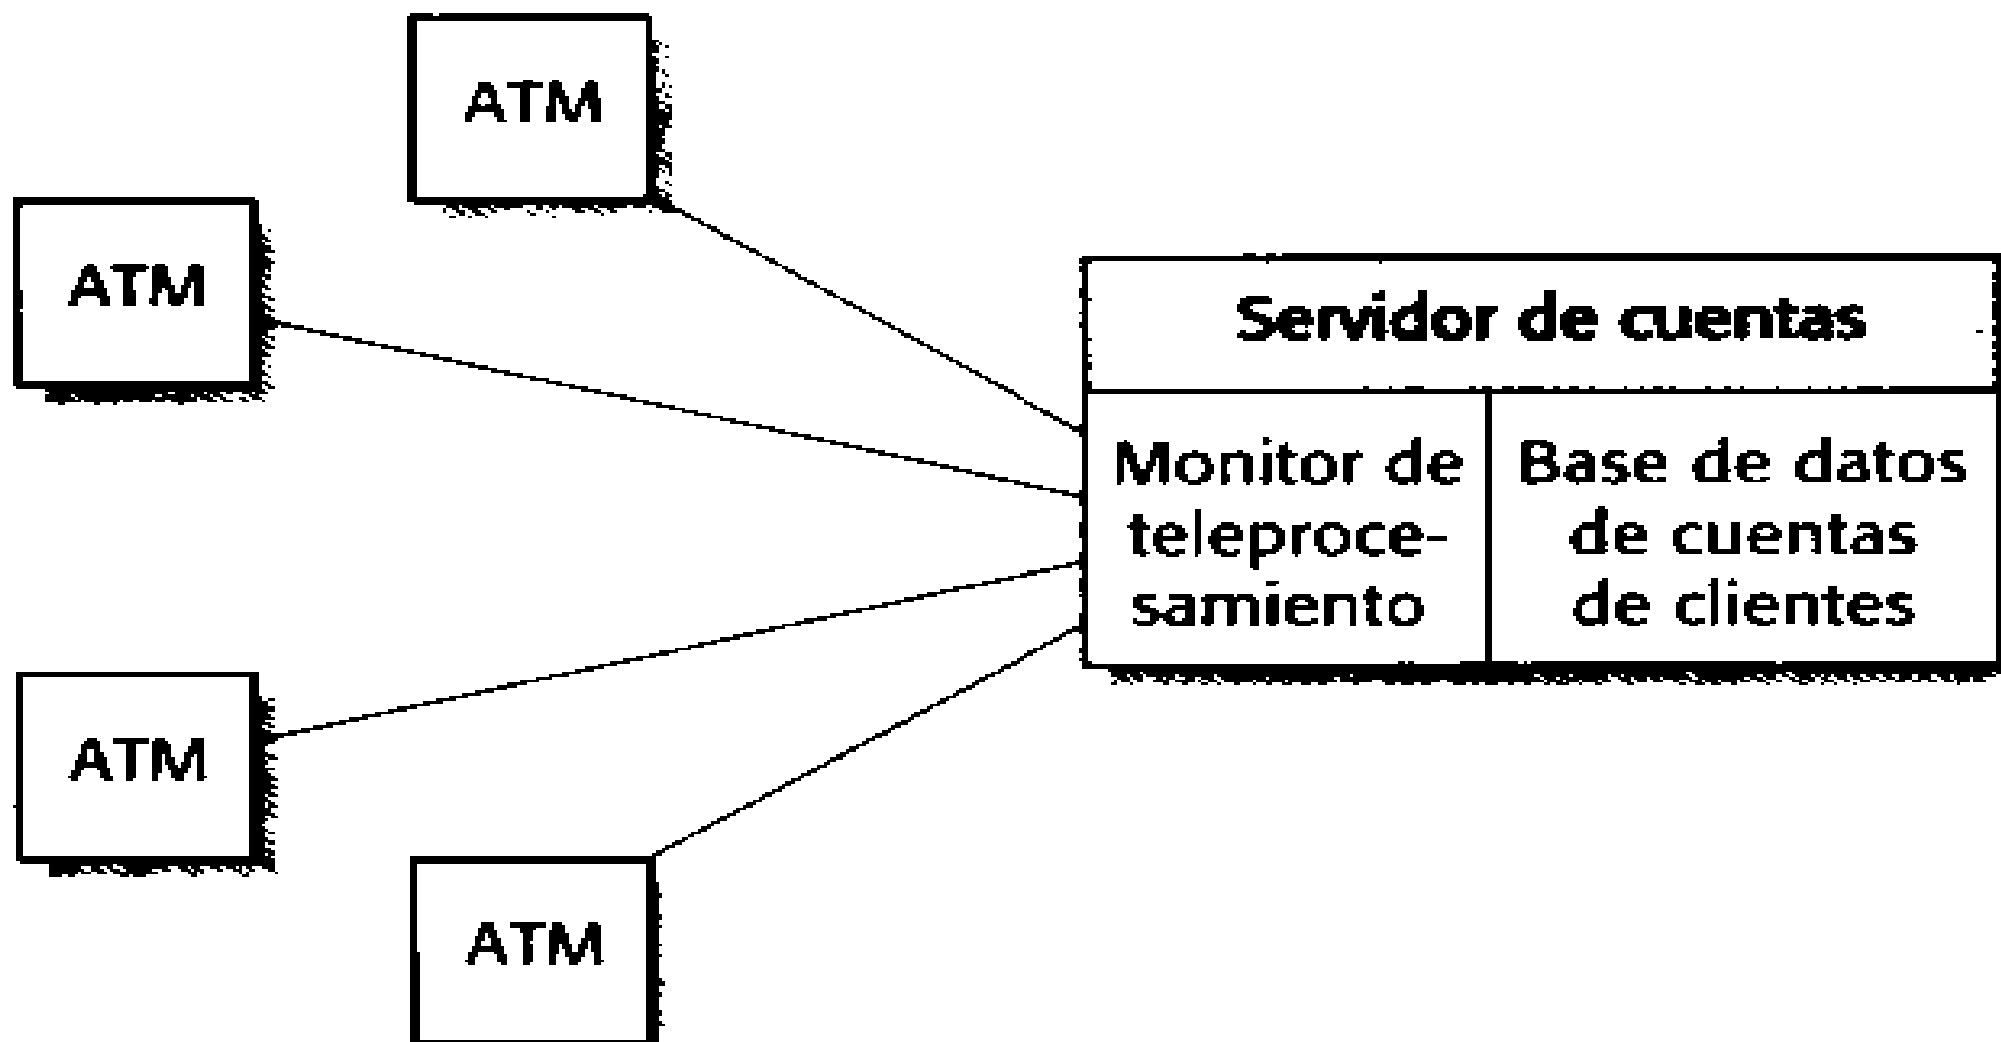 ATM
ATM
Servidor de cuentas
Monitor de
teleproce-
samiento
Base de datos
de cuentas
de clientes
ATM
ATM